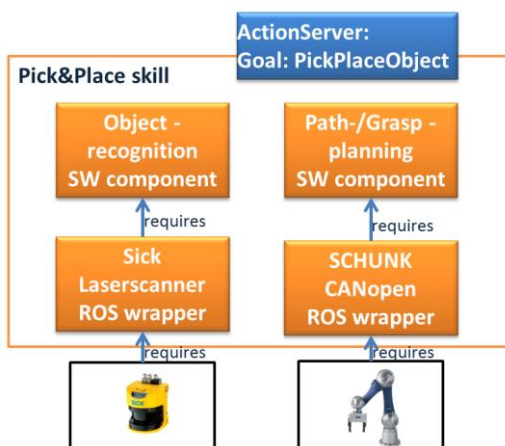 ActionServer:
Goal: PickPlaceObject
Pick&Place skill
Object -
recognition
SW component
Path-/Grasp -
planning
SW component
requires
requires
Sick
Laserscanner
ROS wrapper
SCHUNK
CANopen
ROS wrapper
requires
requires
SICK